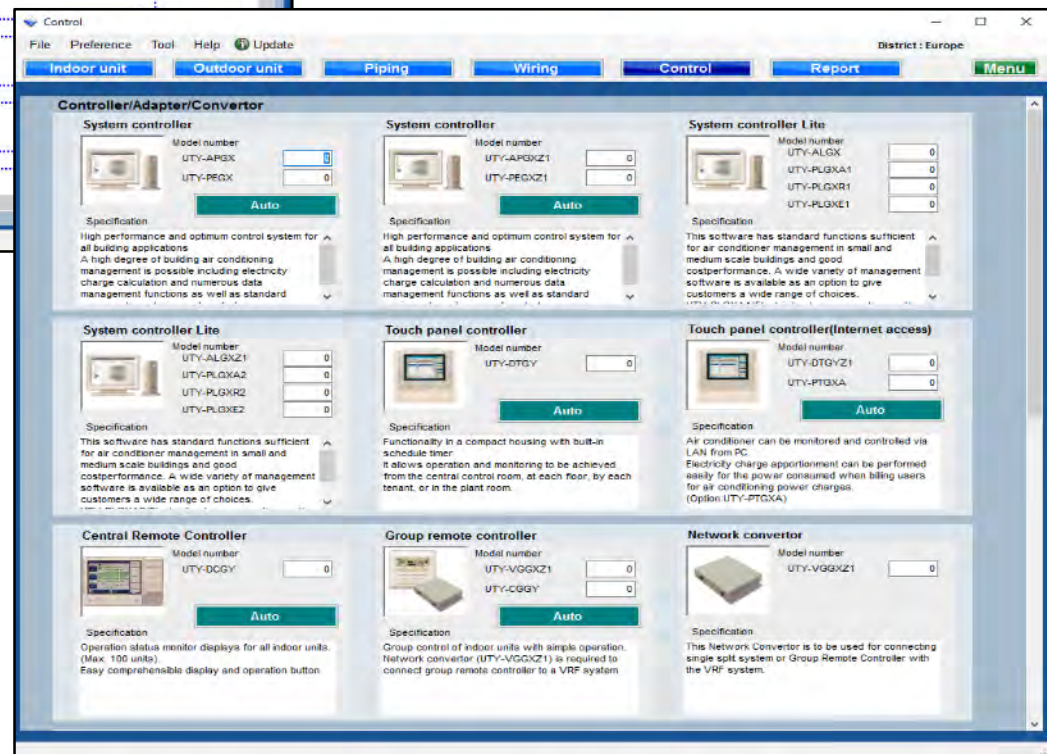 Control
File Preference Tool Help Update District : Europe
Indoor unit Outdoor unit Piping Wiring Control Report Menu
Controller/Adapter/Convertor
System controller
Model number
UTY-APGX 0
UTY-PEGX 0
Auto
Specification
High performance and optimum control system for
all building applications
A high degree of building air conditioning
management is possible including electricity
charge calculation and numerous data
management functions as well as standard
System controller
Model number
UTY-APGXZ1 0
UTY-PEGXZ1 0
Auto
Specification
High performance and optimum control system for
all building applications
A high degree of building air conditioning
management is possible including electricity
charge calculation and numerous data
management functions as well as standard
System controller Lite
Model number
UTY-ALGX 0
UTY-PLGXA1 0
UTY-PLGXR1 0
UTY-PLGXE1 0
Specification
This software has standard functions sufficient
for air conditioner management in small and
medium scale buildings and good
costperformance. A wide variety of management
software is available as an option to give
customers a wide range of choices.
System controller Lite
Model number
UTY-ALGXZ1 0
UTY-PLGXA2 0
UTY-PLGXR2 0
UTY-PLGXE2 0
Specification
This software has standard functions sufficient
for air conditioner management in small and
medium scale buildings and good
costperformance. A wide variety of management
software is available as an option to give
customers a wide range of choices.
Touch panel controller
Model number
UTY-DTGY 0
Auto
Specification
Functionality in a compact housing with built-in
schedule timer
It allows operation and monitoring to be achieved
from the central control room, at each floor, by each
tenant, or in the plant room.
Touch panel controller(Internet access)
Model number
UTY-DTGYZ1 0
UTY-PTGXA 0
Auto
Specification
Air conditioner can be monitored and controlled via
LAN from PC
Electricity charge apportionment can be performed
easily for the power consumed when billing users
for air conditioning power charges.
(Option:UTY-PTGXA)
Central Remote Controller
Model number
UTY-DCGY 0
Auto
Specification
Operation status monitor displays for all indoor units.
(Max. 100 units).
Easy comprehensible display and operation button
Group remote controller
Model number
UTY-VGGXZ1 0
UTY-CGGY 0
Auto
Specification
Group control of indoor units with simple operation.
Network convertor (UTY-VGGXZ1) is required to
connect group remote controller to a VRF system
Network convertor
Model number
UTY-VGGXZ1 0
Specification
This Network Convertor is to be used for connecting
single split system or Group Remote Controller with
the VRF system.